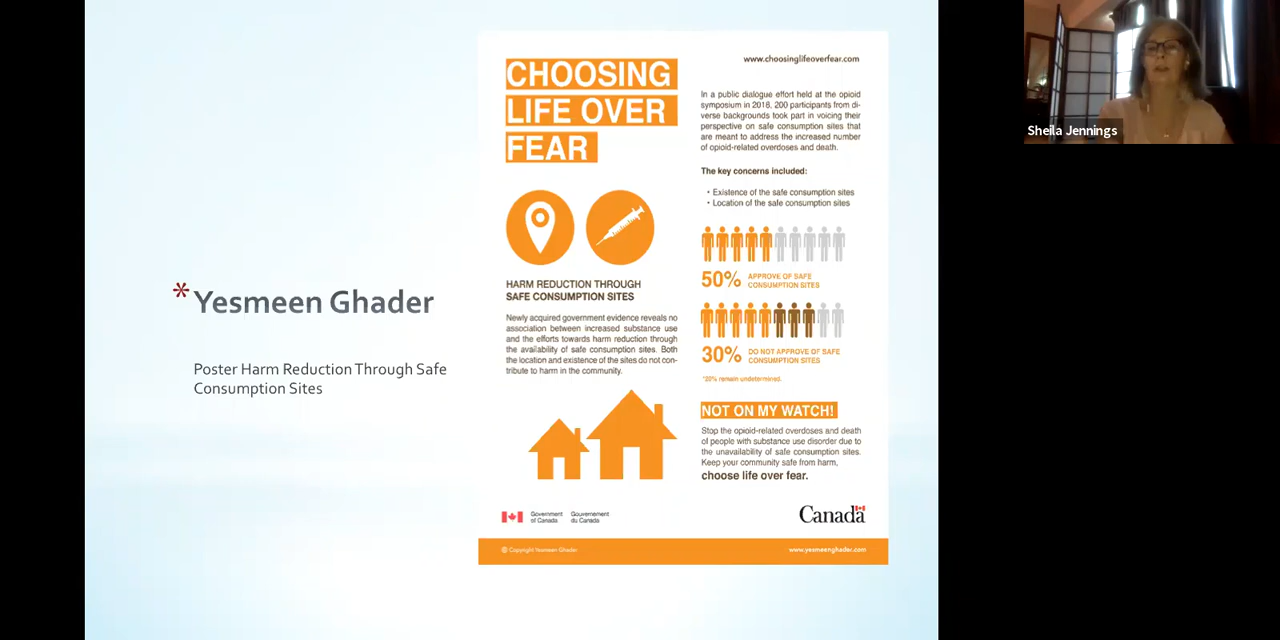 * Yesmeen Ghader
Poster Harm Reduction Through Safe
Consumption Sites
CHOOSING
LIFE OVER
FEAR
HARM REDUCTION THROUGH
SAFE CONSUMPTION SITES
Newly acquired government evidence reveals no
association between increased substance use
and the efforts towards harm reduction through
the availability of safe consumption sites. Both
the location and existence of the sites do not con-
tribute to harm in the community.
Government
of Canada
Gouvernement
du Canada
www.choosinglifeoverfear.com
In a public dialogue effort held at the opioid
symposium in 2018, 200 participants from di-
verse backgrounds took part in voicing their
perspective on safe consumption sites that
are meant to address the increased number
of opioid-related overdoses and death.
The key concerns included:
• Existence of the safe consumption sites
• Location of the safe consumption sites
50% APPROVE OF SAFE
CONSUMPTION SITES
30% DO NOT APPROVE OF SAFE
CONSUMPTION SITES
*20% remain undetermined.
NOT ON MY WATCH!
Stop the opioid-related overdoses and death
of people with substance use disorder due to
the unavailability of safe consumption sites.
Keep your community safe from harm,
choose life over fear.
Canada
© Copyright Yesmeen Ghader
www.yesmeenghader.com
Sheila Jennings